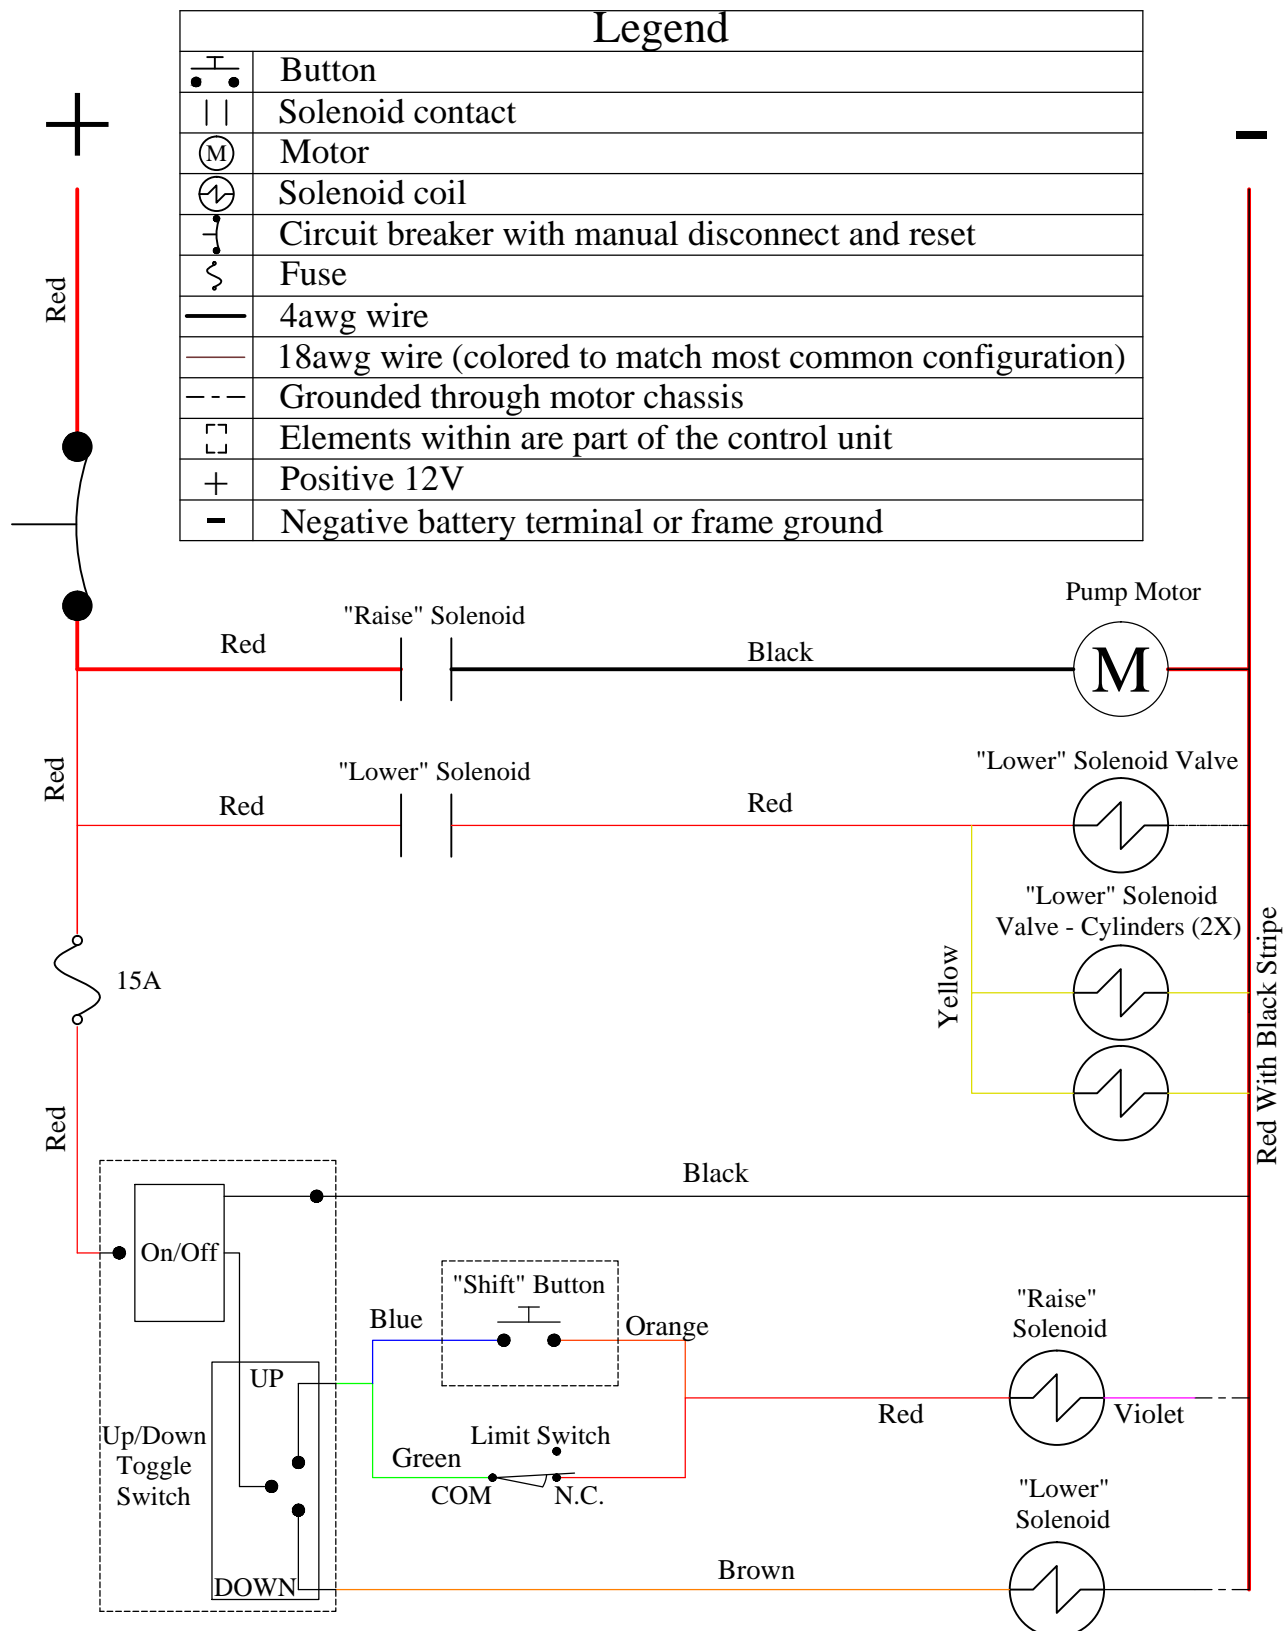 Legend
Button
Solenoid contact
M
Motor
Solenoid coil
Circuit breaker with manual disconnect and reset
Fuse
4awg wire
18awg wire (colored to match most common configuration)
Grounded through motor chassis
Elements within are part of the control unit
+
Positive 12V
-
Negative battery terminal or frame ground
+
-
Red
Pump Motor
"Raise" Solenoid
Red
Black
M
Red
"Lower" Solenoid
Red
Red
"Lower" Solenoid Valve
"Lower" Solenoid
Valve - Cylinders (2X)
Yellow
Red With Black Stripe
15A
Red
Black
On/Off
"Shift" Button
Blue
Orange
"Raise"
Solenoid
UP
Red
Violet
Up/Down
Toggle
Switch
Limit Switch
Green
COM
N.C.
"Lower"
Solenoid
Brown
DOWN